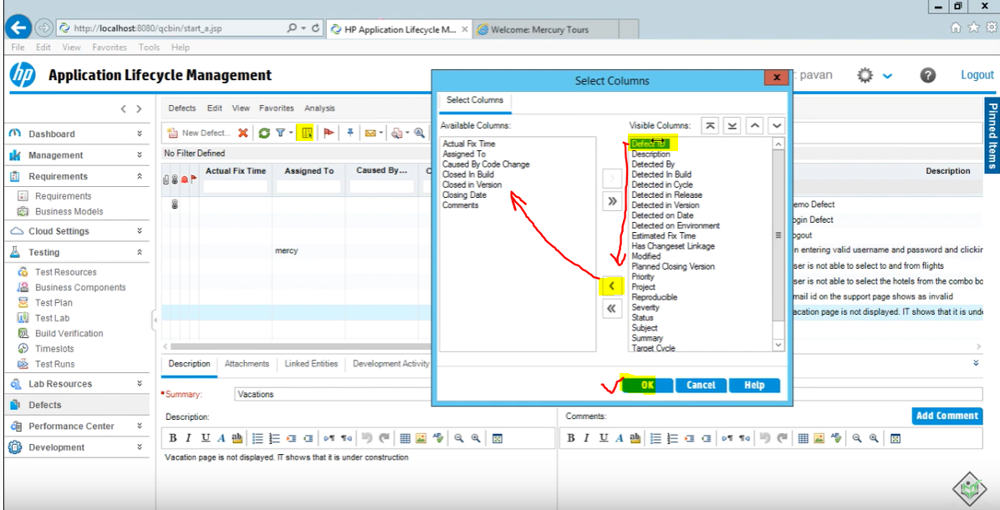 http://localhost:8080/qcbin/start_a.jsp
HP Application Lifecycle M...
Welcome: Mercury Tours
File Edit View Favorites Tools Help
hp
Application Lifecycle Management
: pavan
Logout
Pinned Items
Dashboard
Management
Requirements
Requirements
Business Models
Cloud Settings
Testing
Test Resources
Business Components
Test Plan
Test Lab
Build Verification
Timeslots
Test Runs
Lab Resources
Defects
Performance Center
Development
Defects Edit View Favorites Analysis
New Defect...
No Filter Defined
Actual Fix Time Assigned To Caused By... C
mercy
Select Columns
Select Columns
Available Columns:
Actual Fix Time
Assigned To
Caused By Code Change
Closed In Build
Closed in Version
Closing Date
Comments
Visible Columns:
Defect ID
Description
Detected By
Detected In Build
Detected in Cycle
Detected in Release
Detected in Version
Detected on Date
Detected on Environment
Estimated Fix Time
Has Changeset Linkage
Modified
Planned Closing Version
Priority
Project
Reproducible
Severity
Status
Subject
Summary
Target Cycle
OK Cancel Help
Description
emo Defect
ogin Defect
ogout
n entering valid username and password and clickin
ser is not able to select to and from flights
ser is not able to select the hotels from the combo bo
mail id on the support page shows as invalid
acation page is not displayed. IT shows that it is unde
Description Attachments Linked Entities Development Activity
Summary: Vacations
Description:
Vacation page is not displayed. IT shows that it is under construction
Comments:
Add Comment